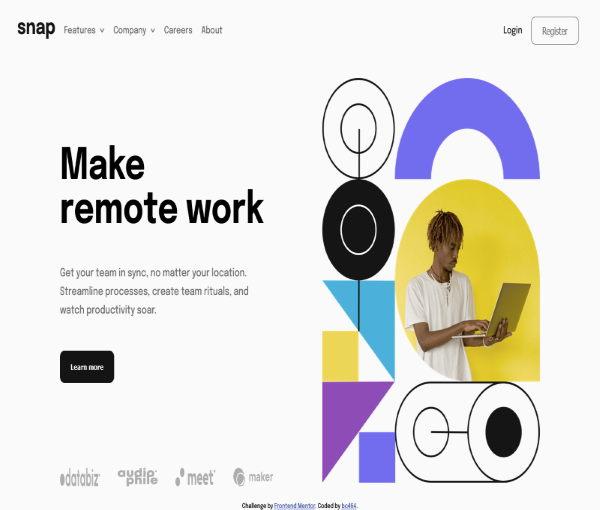 snap Features Company Careers About Login Register
Make
remote work
Get your team in sync, no matter your location.
Streamline processes, create team rituals, and
watch productivity soar.
Learn more
databiz audiophile meet maker
Challenge by Frontend Mentor. Coded by bc464.